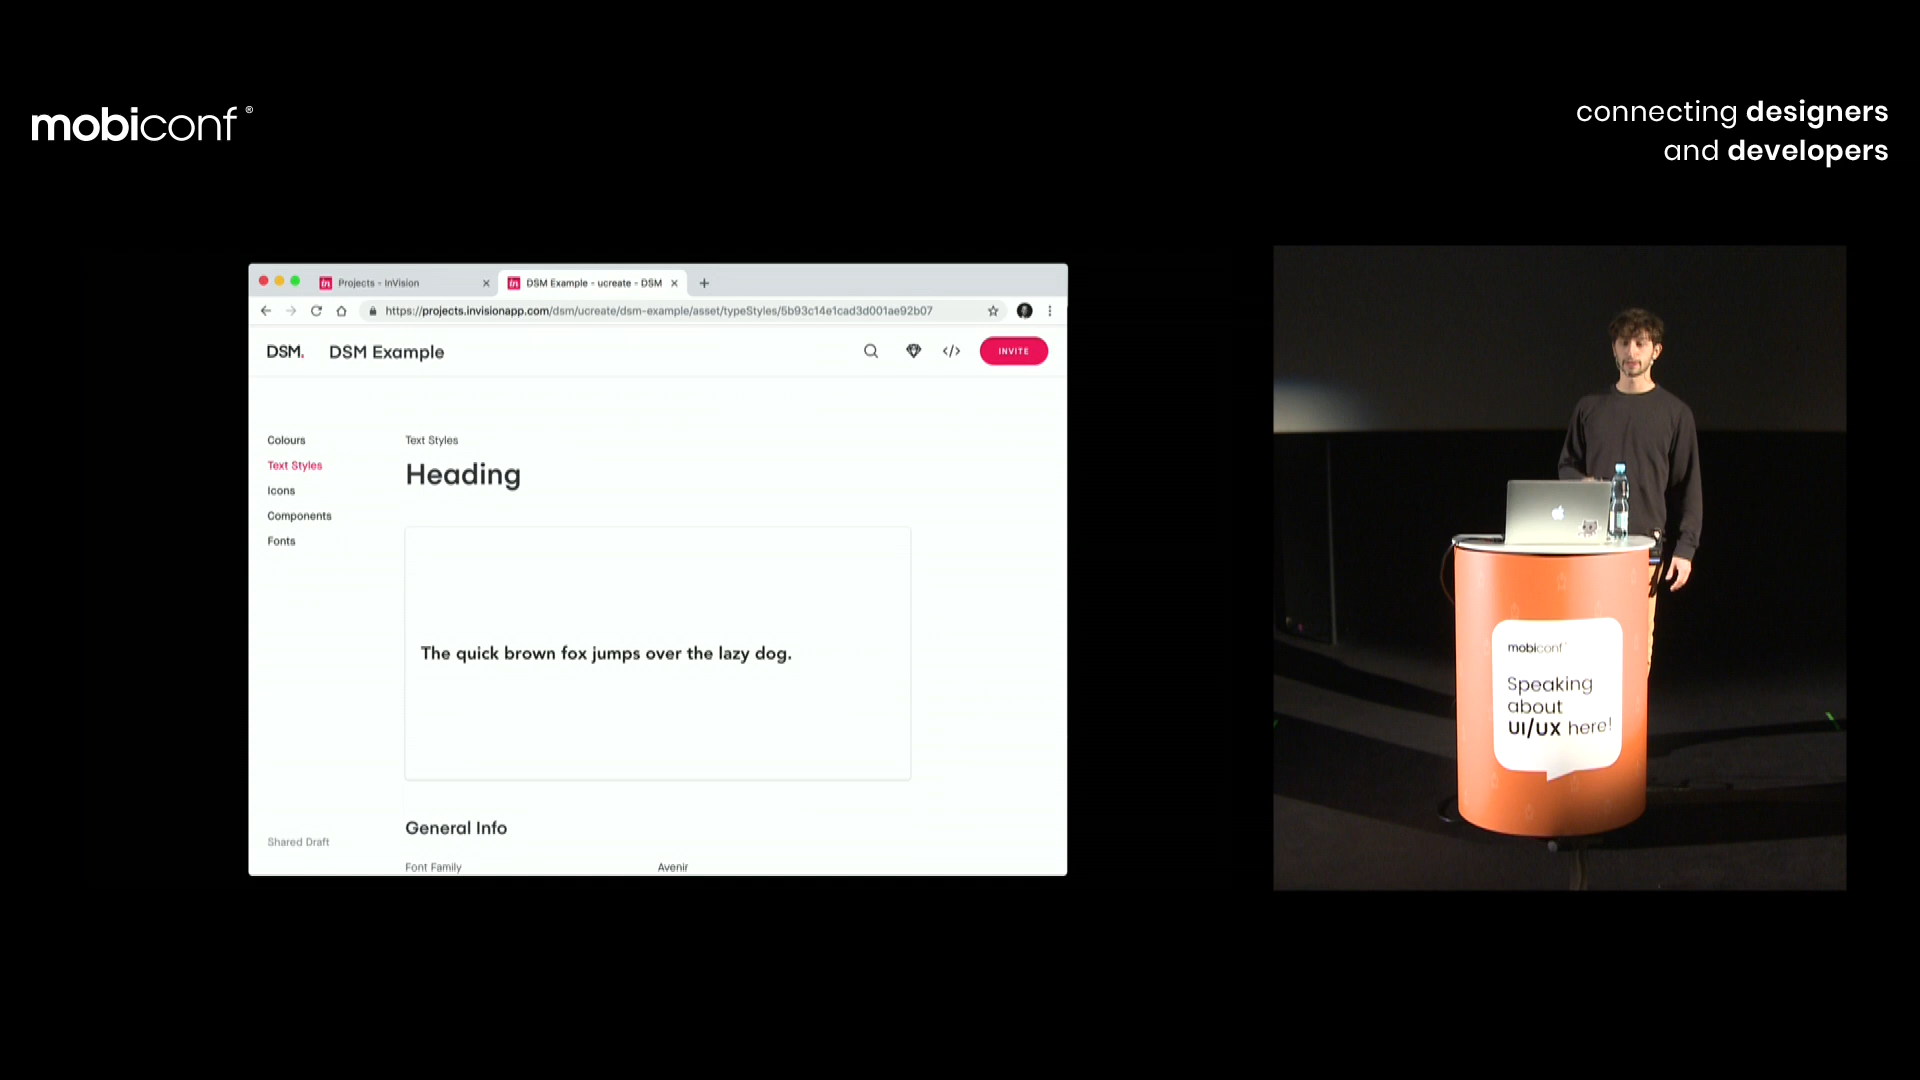 mobiconf®
connecting designers
and developers
Projects - InVision
DSM Example - ucreate - DSM
https://projects.invisionapp.com/dsm/ucreate/dsm-example/asset/typeStyles/5b93c14e1cad3d001ae92b07
DSM.
DSM Example
</>
INVITE
Colours
Text Styles
Icons
Components
Fonts
Shared Draft
Text Styles
Heading
The quick brown fox jumps over the lazy dog.
General Info
Font Family
Avenir
mobiconf
Speaking
about
UI/UX here!